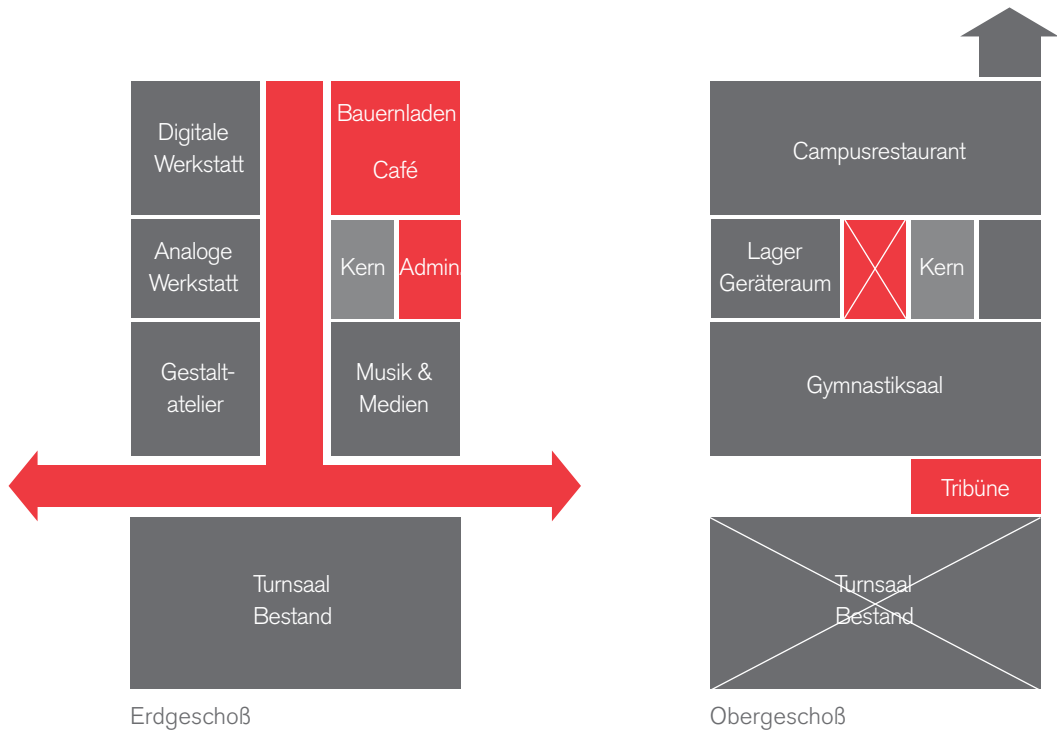 Digitale
Werkstatt
Bauernladen
Café
Analoge
Werkstatt
Kern
Admin.
Gestalt-
atelier
Musik &
Medien
Turnsaal
Bestand
Erdgeschoß
Campusrestaurant
Lager
Geräteraum
Kern
Gymnastiksaal
Tribüne
Turnsaal
Bestand
Obergeschoß